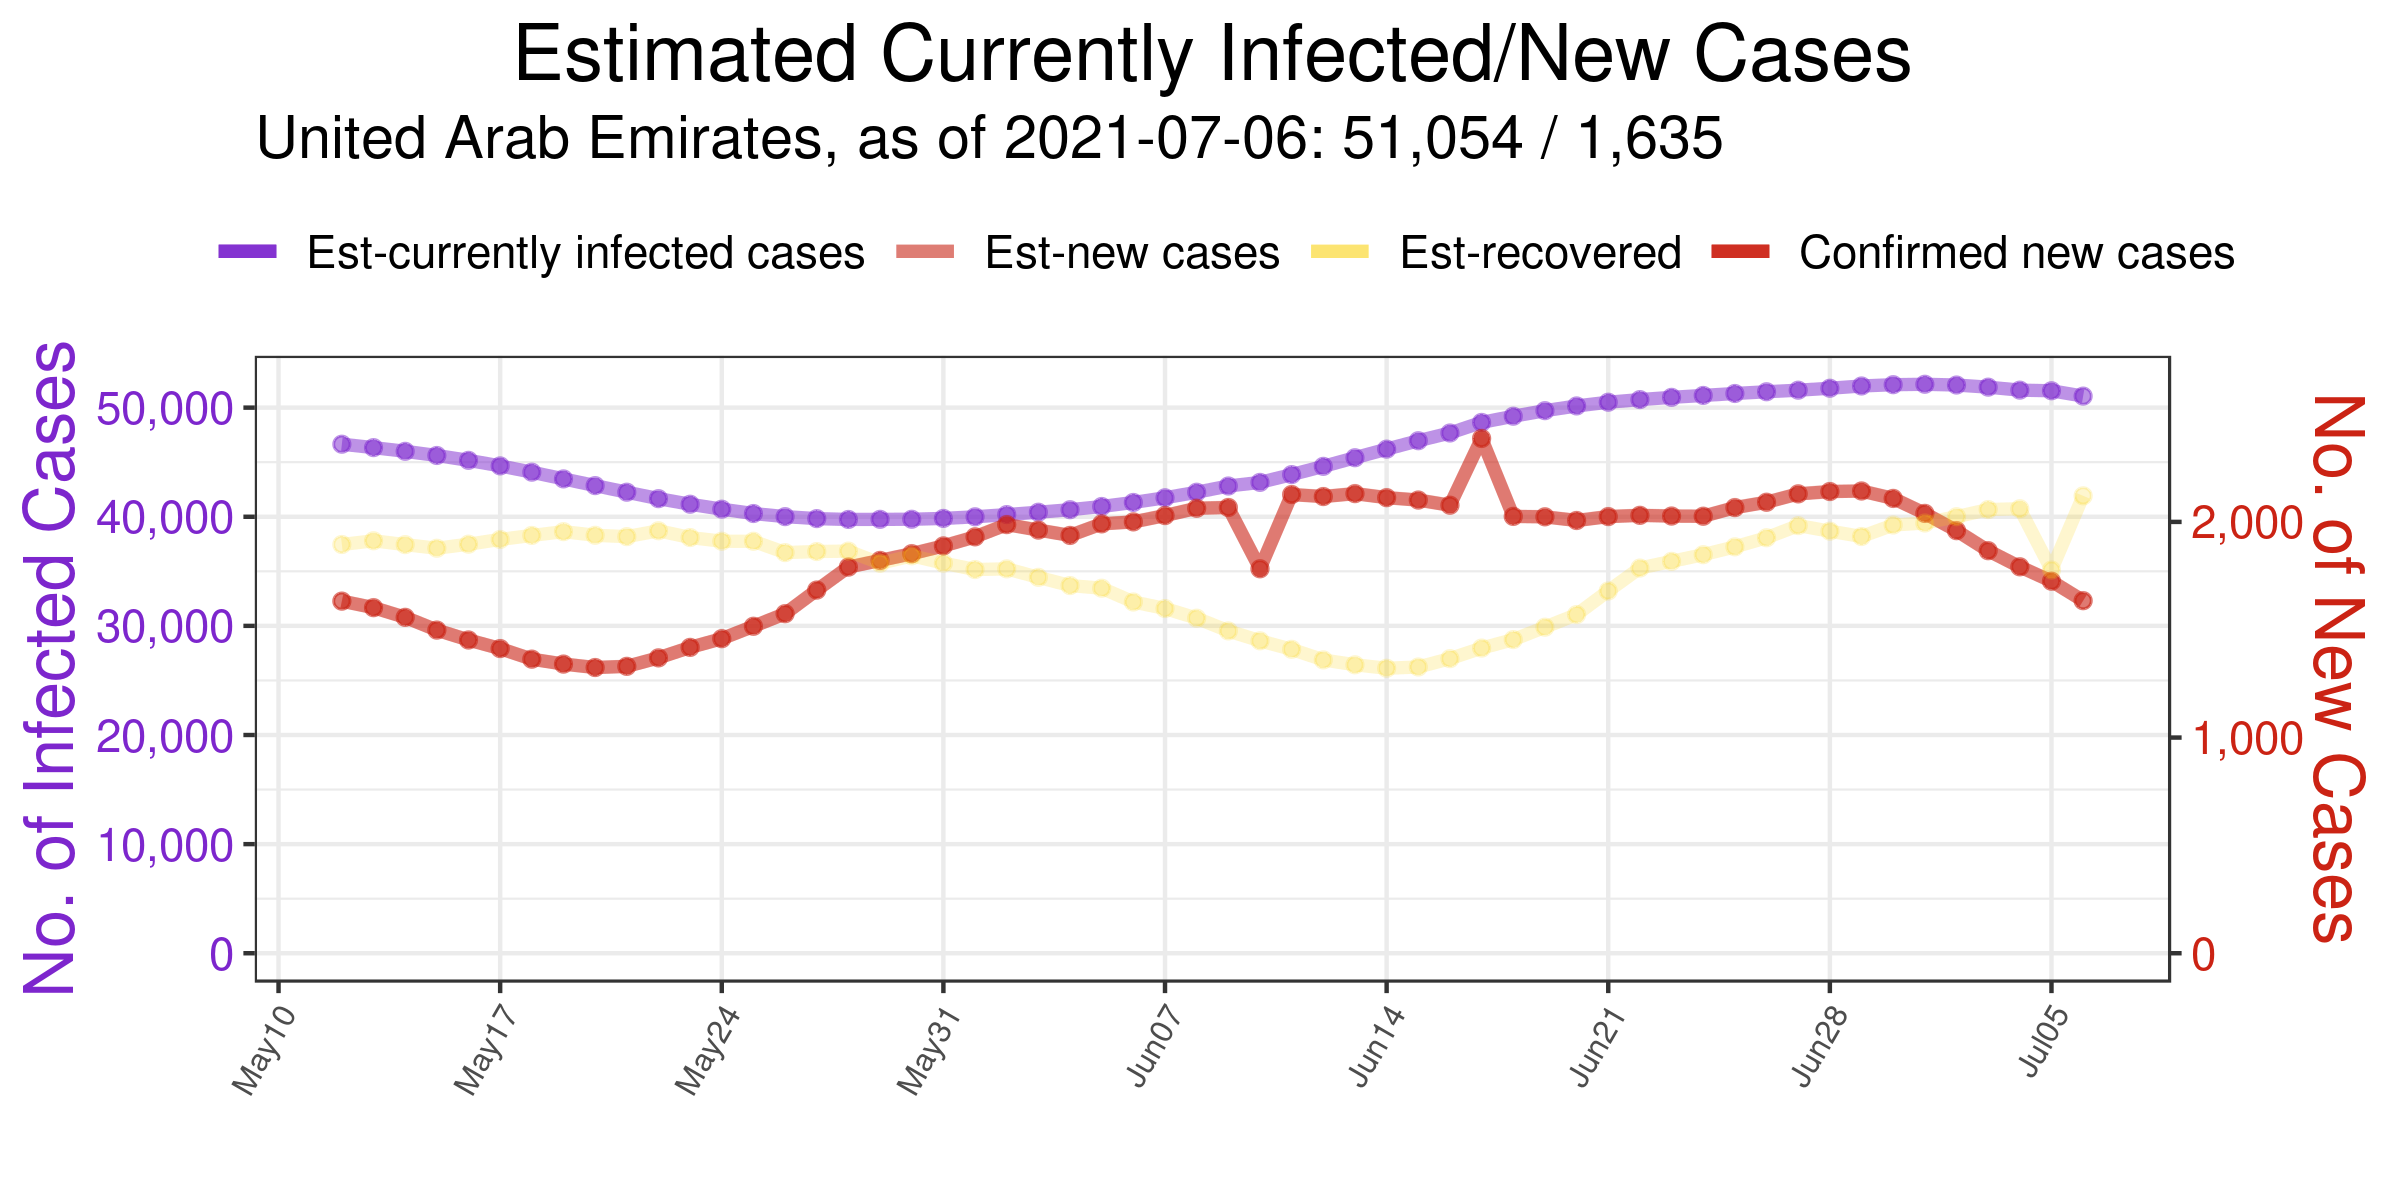 Estimated Currently Infected/New Cases
United Arab Emirates, as of 2021-07-06: 51,054 / 1,635
Est-currently infected cases
Est-new cases
Est-recovered
Confirmed new cases
No. of Infected Cases
50,000
40,000
30,000
20,000
10,000
0
2,000
1,000
0
No. of New Cases
May10
May17
May24
May31
Jun07
Jun14
Jun21
Jun28
Jul05